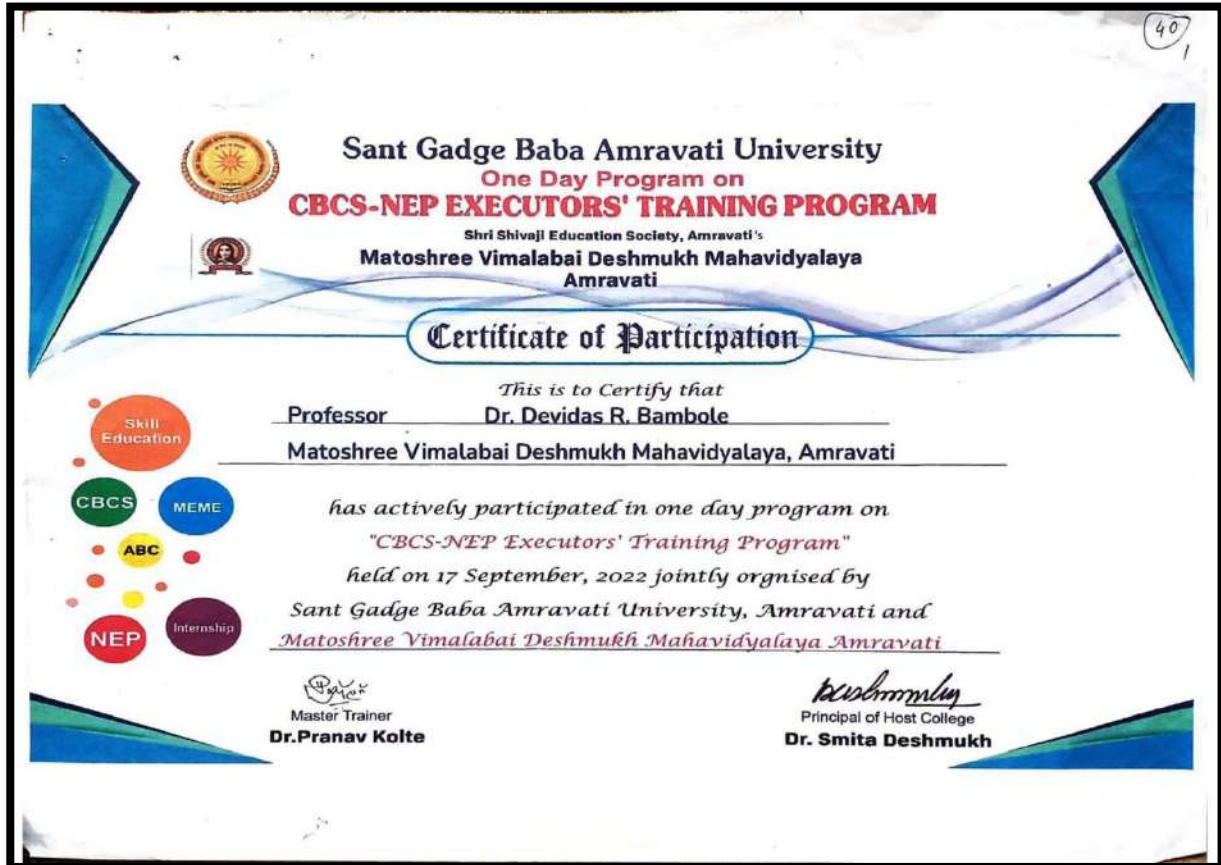 40
1
Sant Gadge Baba Amravati University
One Day Program on
CBCS-NEP EXECUTORS' TRAINING PROGRAM
Shri Shivaji Education Society, Amravati's
Matoshree Vimalabai Deshmukh Mahavidyalaya
Amravati
Certificate of Participation
This is to Certify that
Professor Dr. Devidas R. Bambole
Matoshree Vimalabai Deshmukh Mahavidyalaya, Amravati
has actively participated in one day program on
"CBCS-NEP Executors' Training Program"
held on 17 September, 2022 jointly orgnised by
Sant Gadge Baba Amravati University, Amravati and
Matoshree Vimalabai Deshmukh Mahavidyalaya Amravati
Skill
Education
CBCS
MEME
ABC
NEP
Internship
Master Trainer
Dr.Pranav Kolte
Principal of Host College
Dr. Smita Deshmukh